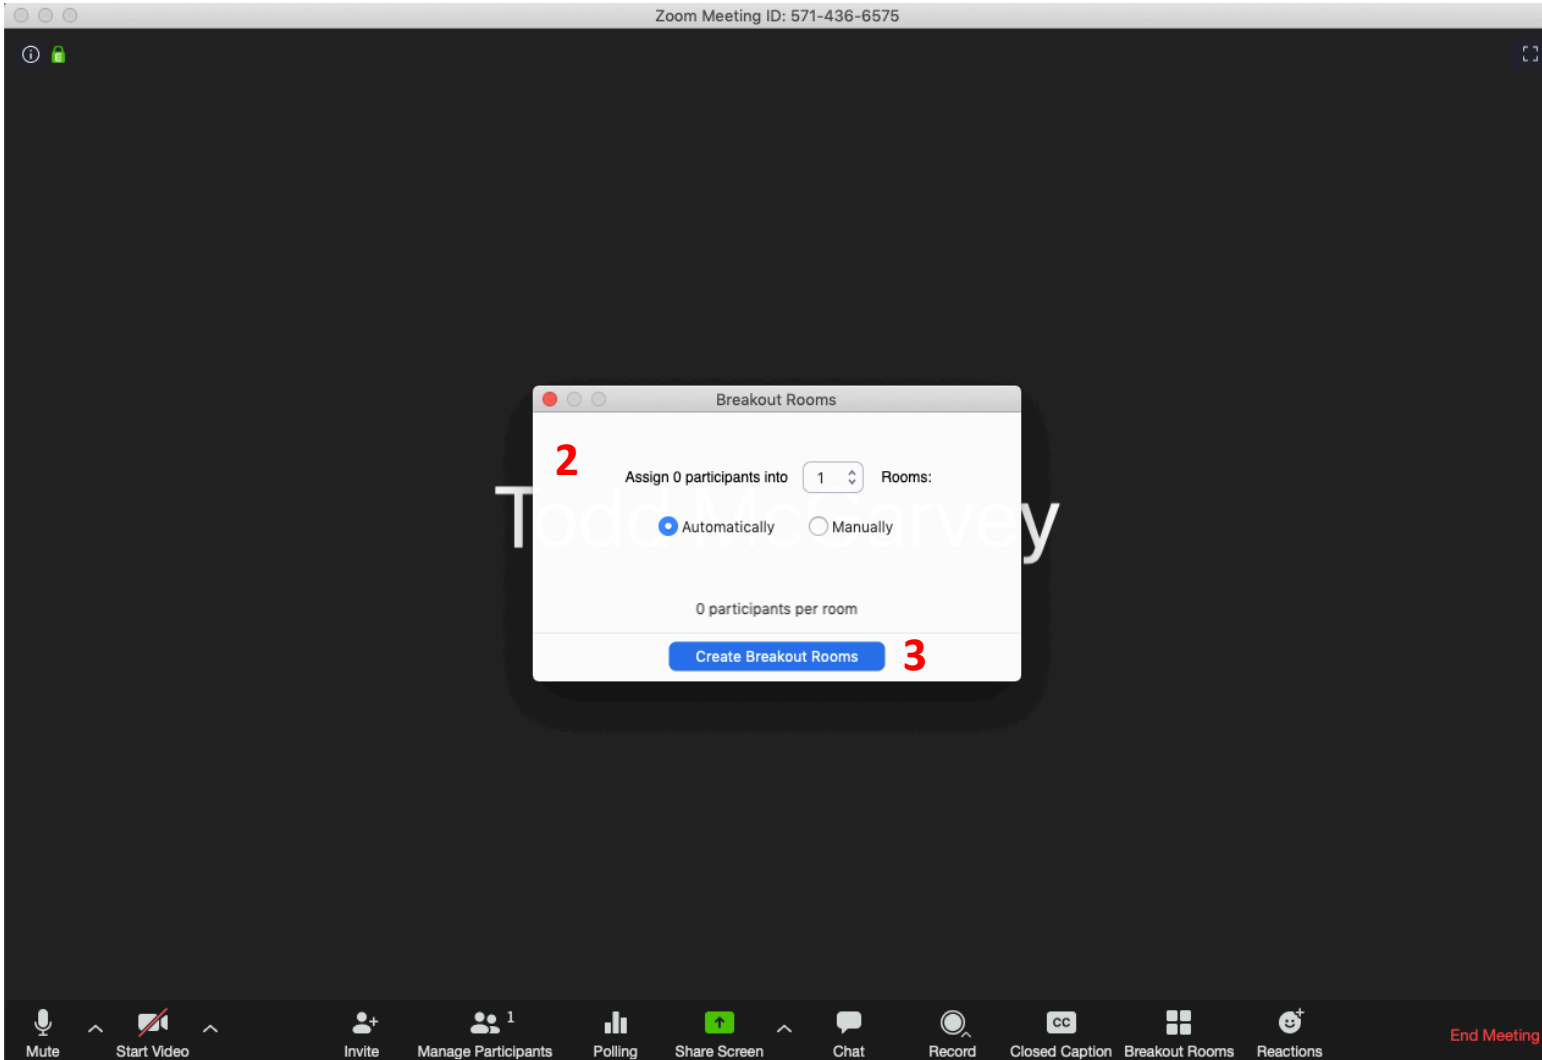 Zoom Meeting ID: 571-436-6575
Breakout Rooms
2
Assign 0 participants into 1 Rooms:
Todd McGarvey
Automatically Manually
0 participants per room
Create Breakout Rooms 3
1
Mute Start Video Invite Manage Participants Polling Share Screen Chat Record CC Closed Caption Breakout Rooms Reactions End Meeting